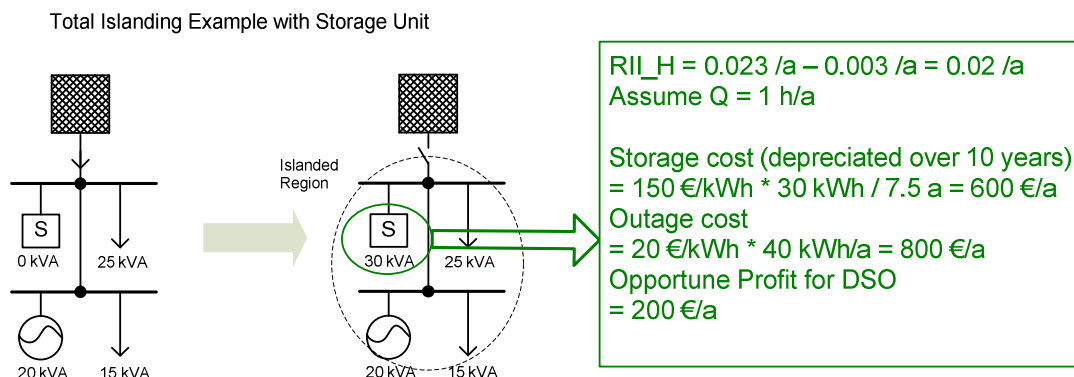 Total Islanding Example with Storage Unit
S
0 kVA
25 kVA
20 kVA
15 kVA
Islanded
Region
S
30 kVA
25 kVA
20 kVA
15 kVA
RII_H = 0.023 /a – 0.003 /a = 0.02 /a
Assume Q = 1 h/a
Storage cost (depreciated over 10 years)
= 150 €/kWh * 30 kWh / 7.5 a = 600 €/a
Outage cost
= 20 €/kWh * 40 kWh/a = 800 €/a
Opportune Profit for DSO
= 200 €/a